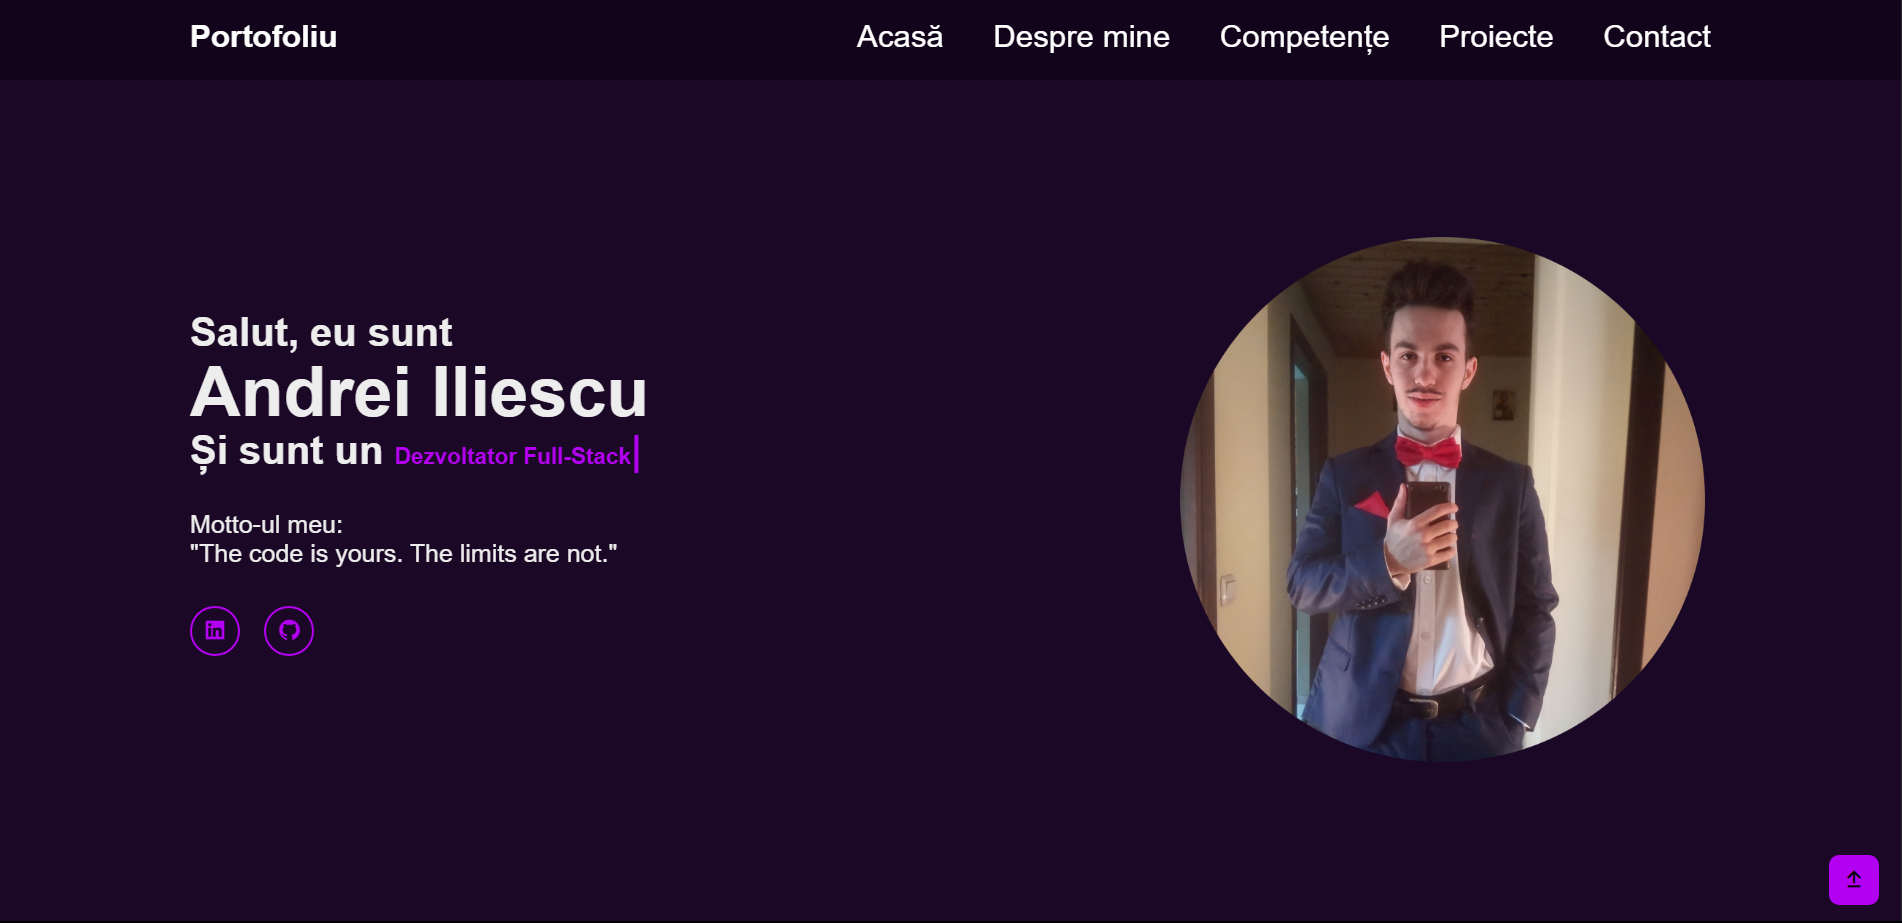 Portofoliu
Acasă
Despre mine
Competențe
Proiecte
Contact
Salut, eu sunt
Andrei Iliescu
Și sunt un Dezvoltator Full-Stack
Motto-ul meu:
"The code is yours. The limits are not."